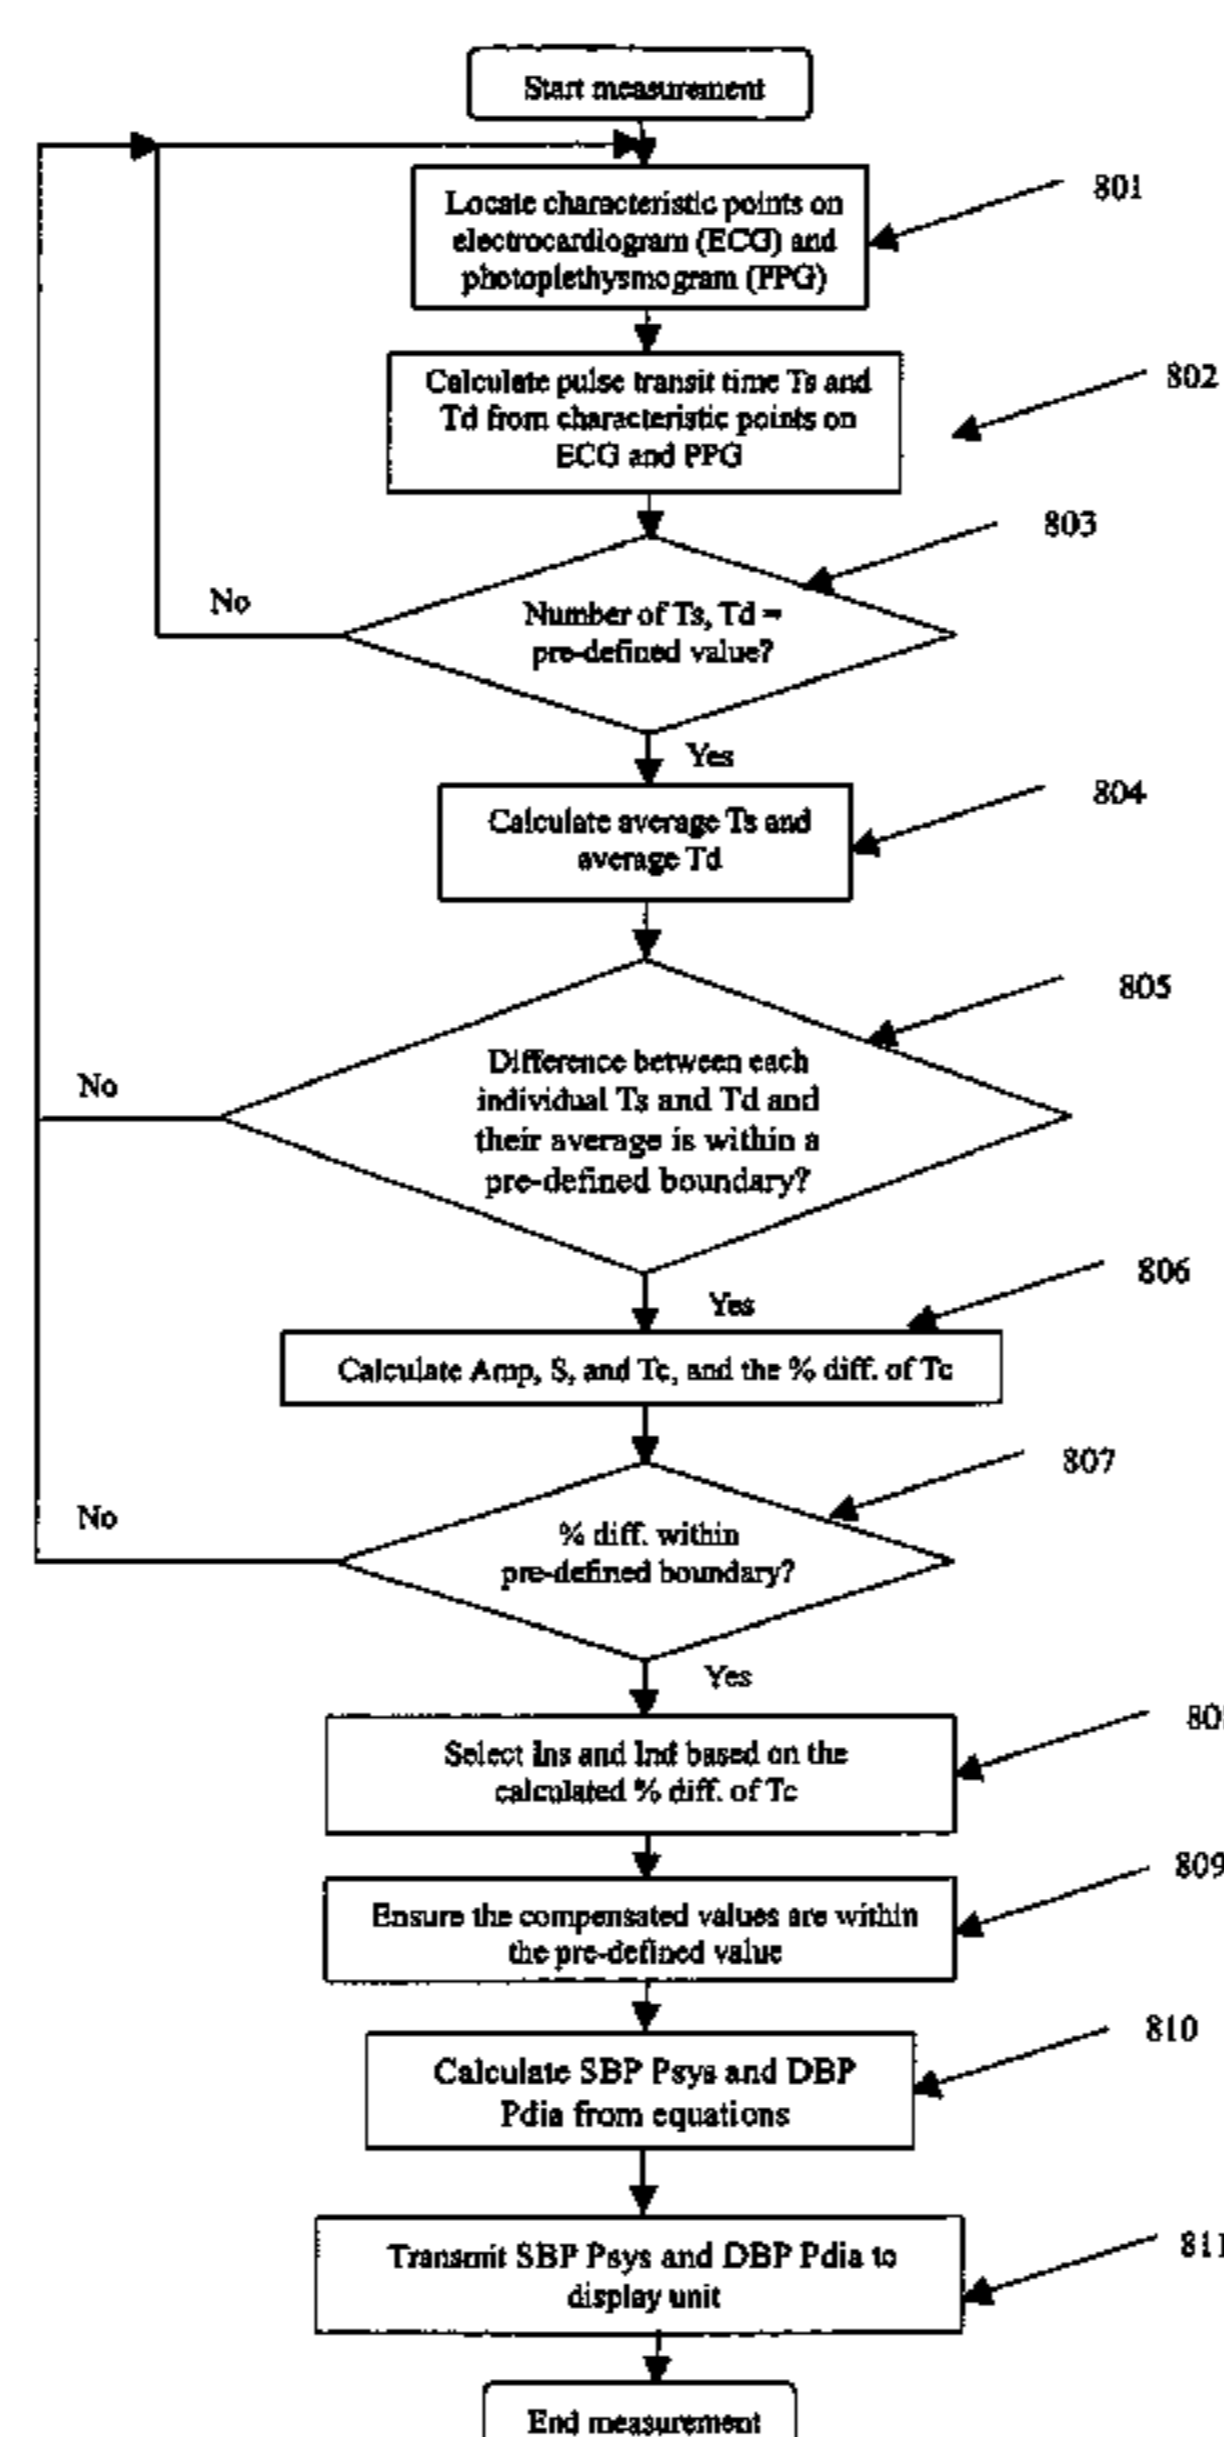 Start measurement
Locate characteristic points on
electrocardiogram (ECG) and
photoplethysmogram (PPG)
801
Calculate pulse transit time Ts and
Td from characteristic points on
ECG and PPG
802
803
No
Number of Ts, Td =
pre-defined value?
Yes
804
Calculate average Ts and
average Td
805
No
Difference between each
individual Ts and Td and
their average is within a
pre-defined boundary?
806
Yes
Calculate Amp, S, and Tc, and the % diff. of Tc
807
No
% diff. within
pre-defined boundary?
Yes
Select Ins and Ind based on the
calculated % diff. of Tc
809
Ensure the compensated values are within
the pre-defined value
810
Calculate SBP Psys and DBP
Pdia from equations
811
Transmit SBP Psys and DBP Pdia to
display unit
End measurement